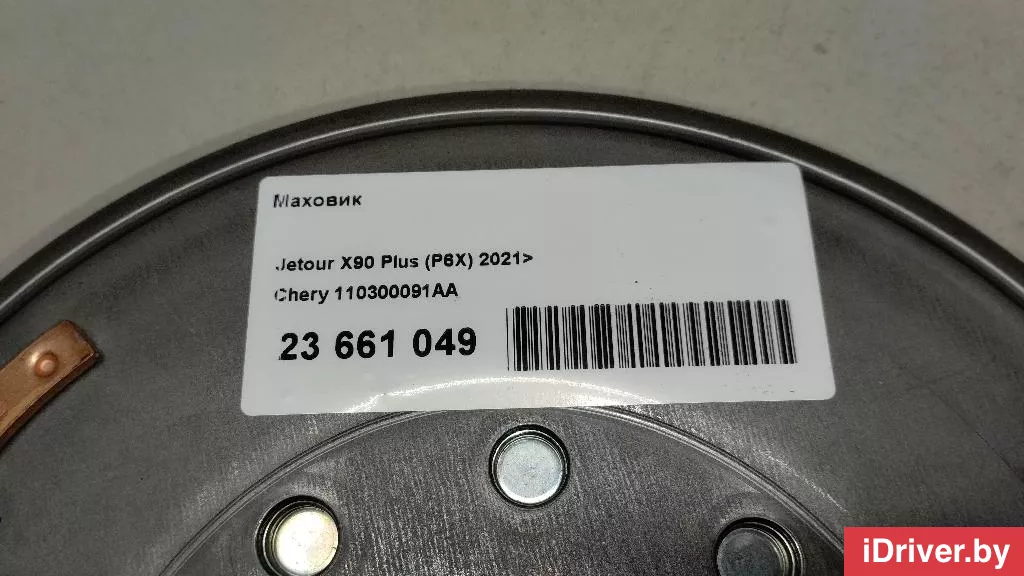 Маховик
Jetour X90 Plus (P6X) 2021>
Chery 110300091AA
23 661 049
iDriver.by